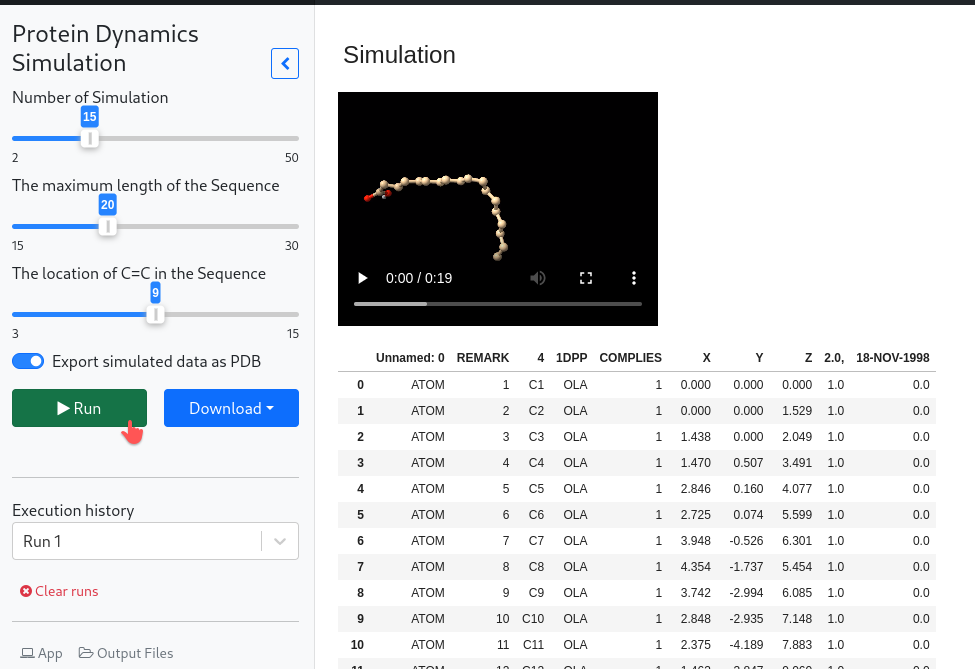 Protein Dynamics
Simulation
Number of Simulation
15
2 50
The maximum length of the Sequence
20
15 30
The location of C=C in the Sequence
9
3 15
Export simulated data as PDB
Run Download
Execution history
Run 1
Clear runs
App Output Files
Simulation
0:00 / 0:19
Unnamed: 0 REMARK 4 1DPP COMPLIES X Y Z 2.0, 18-NOV-1998
0 ATOM 1 C1 OLA 1 0.000 0.000 0.000 1.0 0.0
1 ATOM 2 C2 OLA 1 0.000 0.000 1.529 1.0 0.0
2 ATOM 3 C3 OLA 1 1.438 0.000 2.049 1.0 0.0
3 ATOM 4 C4 OLA 1 1.470 0.507 3.491 1.0 0.0
4 ATOM 5 C5 OLA 1 2.846 0.160 4.077 1.0 0.0
5 ATOM 6 C6 OLA 1 2.725 0.074 5.599 1.0 0.0
6 ATOM 7 C7 OLA 1 3.948 -0.526 6.301 1.0 0.0
7 ATOM 8 C8 OLA 1 4.354 -1.737 5.454 1.0 0.0
8 ATOM 9 C9 OLA 1 3.742 -2.994 6.085 1.0 0.0
9 ATOM 10 C10 OLA 1 2.848 -2.935 7.148 1.0 0.0
10 ATOM 11 C11 OLA 1 2.375 -4.189 7.883 1.0 0.0